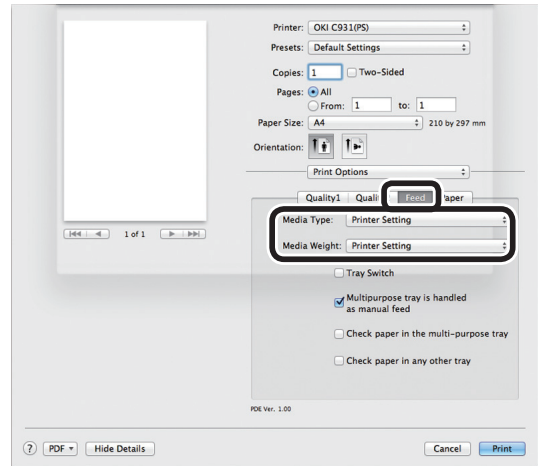 Printer: OKI C931(PS)
Presets: Default Settings
Copies: 1 Two-Sided
Pages: All
From: 1 to: 1
Paper Size: A4 210 by 297 mm
Orientation:
Print Options
Quality1 Quali Feed aper
Media Type: Printer Setting
1 of 1
Media Weight: Printer Setting
Tray Switch
Multipurpose tray is handled
as manual feed
Check paper in the multi-purpose tray
Check paper in any other tray
PDE Ver. 1.00
? PDF Hide Details Cancel Print